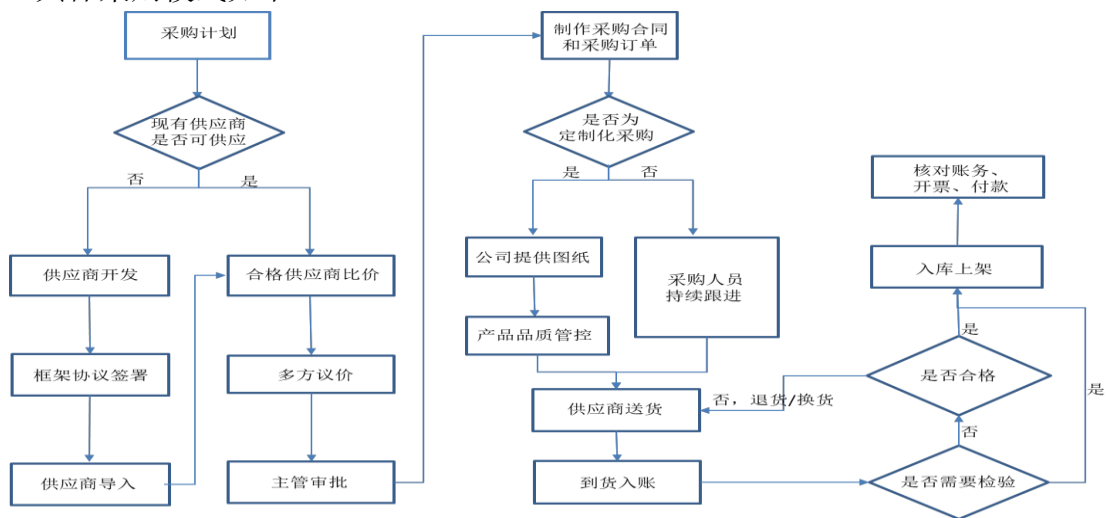 采购计划
现有供应商
是否可供应
否
是
供应商开发
合格供应商比价
框架协议签署
多方议价
供应商导入
主管审批
制作采购合同
和采购订单
是否为
定制化采购
是
否
公司提供图纸
采购人员
持续跟进
产品品质管控
供应商送货
到货入账
否，退货/换货
核对账务、
开票、付款
入库上架
是
是否合格
是
否
是否需要检验